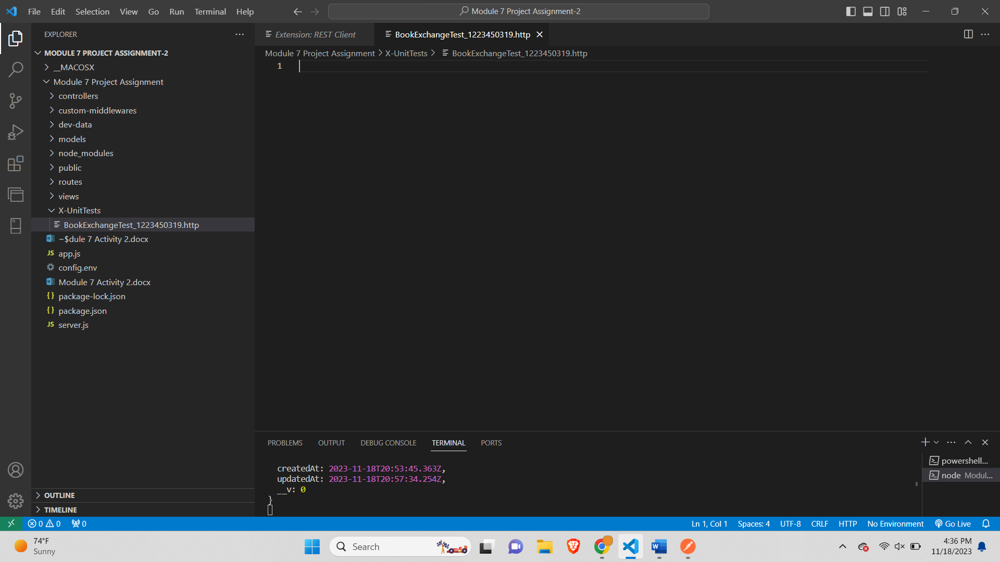 File Edit Selection View Go Run Terminal Help
Module 7 Project Assignment-2
EXPLORER
MODULE 7 PROJECT ASSIGNMENT-2
__MACOSX
Module 7 Project Assignment
controllers
custom-middlewares
dev-data
models
node_modules
public
routes
views
X-UnitTests
BookExchangeTest_1223450319.http
~$dule 7 Activity 2.docx
JS app.js
config.env
Module 7 Activity 2.docx
{} package-lock.json
{} package.json
JS server.js
OUTLINE
TIMELINE
Extension: REST Client
BookExchangeTest_1223450319.http
Module 7 Project Assignment > X-UnitTests > BookExchangeTest_1223450319.http
1
PROBLEMS OUTPUT DEBUG CONSOLE TERMINAL PORTS
createdAt: 2023-11-18T20:53:45.363Z,
updatedAt: 2023-11-18T20:57:34.254Z,
__v: 0
}
powershell...
node Modul...
0 0 0
Ln 1, Col 1 Spaces: 4 UTF-8 CRLF HTTP No Environment Go Live
74°F
Sunny
Search
4:36 PM
11/18/2023